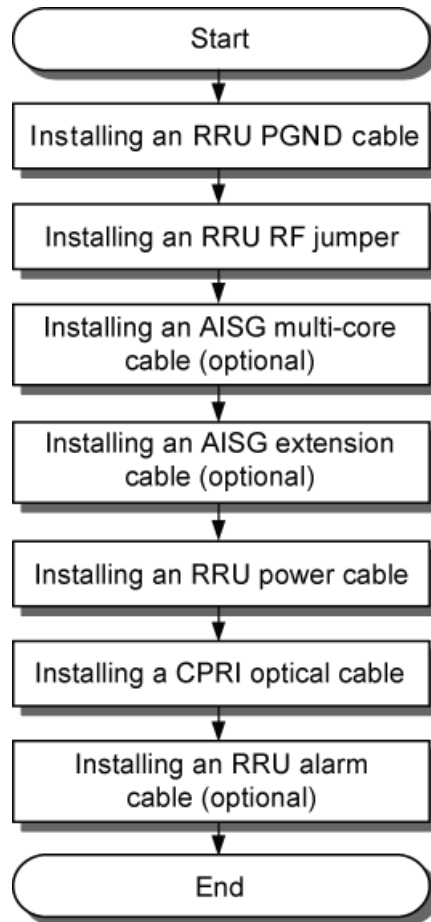 Start
Installing an RRU PGND cable
Installing an RRU RF jumper
Installing an AISG multi-core
cable (optional)
Installing an AISG extension
cable (optional)
Installing an RRU power cable
Installing a CPRI optical cable
Installing an RRU alarm
cable (optional)
End